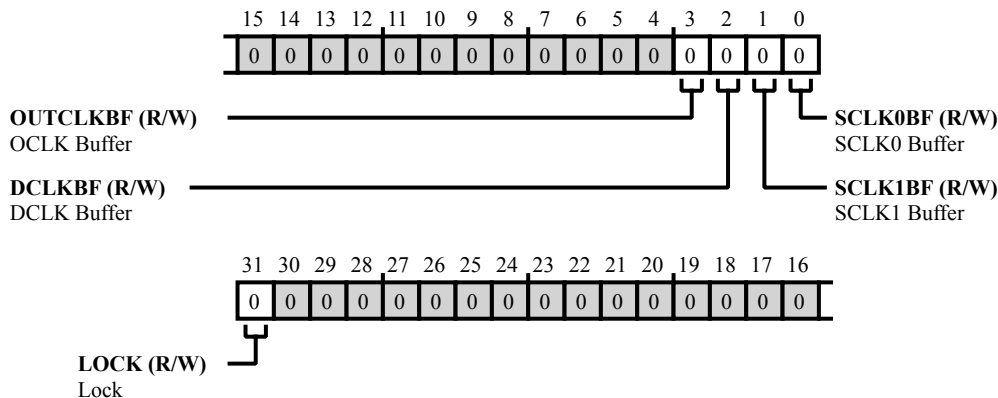 15 14 13 12 11 10 9 8 7 6 5 4 3 2 1 0
0 0 0 0 0 0 0 0 0 0 0 0 0 0 0 0
OUTCLKBF (R/W)
OCLK Buffer
SCLK0BF (R/W)
SCLK0 Buffer
DCLKBF (R/W)
DCLK Buffer
SCLK1BF (R/W)
SCLK1 Buffer
31 30 29 28 27 26 25 24 23 22 21 20 19 18 17 16
0 0 0 0 0 0 0 0 0 0 0 0 0 0 0 0
LOCK (R/W)
Lock